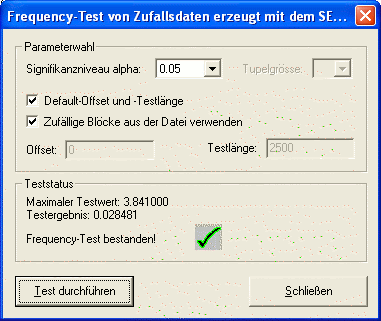 Frequency-Test von Zufallsdaten erzeugt mit dem SE...
Parameterwahl
Signifikanzniveau alpha: 0.05 Tupelgrösse:
Default-Offset und -Testlänge
Zufällige Blöcke aus der Datei verwenden
Offset: 0 Testlänge: 2500
Teststatus
Maximaler Testwert: 3.841000
Testergebnis: 0.028481
Frequency-Test bestanden!
Test durchführen Schließen